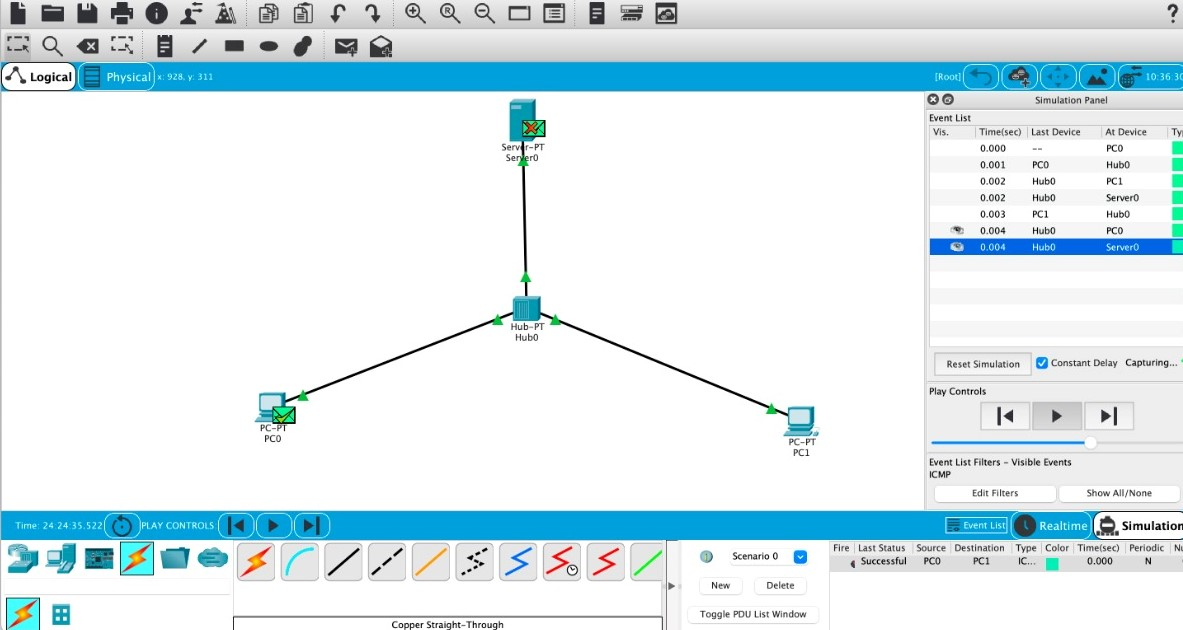 Logical
Physical
x: 928, y: 311
[Root]
10:36:30
Simulation Panel
Event List
Vis. Time(sec) Last Device At Device Ty
0.000 -- PC0
0.001 PC0 Hub0
0.002 Hub0 PC1
0.002 Hub0 Server0
0.003 PC1 Hub0
0.004 Hub0 PC0
0.004 Hub0 Server0
Server-PT
Server0
Hub-PT
Hub0
PC-PT
PC0
PC-PT
PC1
Reset Simulation Constant Delay Capturing...
Play Controls
Event List Filters - Visible Events
ICMP
Edit Filters Show All/None
Time: 24 24:35.522 PLAY CONTROLS
Event List Realtime Simulation
Scenario 0
New Delete
Toggle PDU List Window
Fire Last Status Source Destination Type Color Time(sec) Periodic Nu
Successful PC0 PC1 IC... 0.000 N
Copper Straight-Through